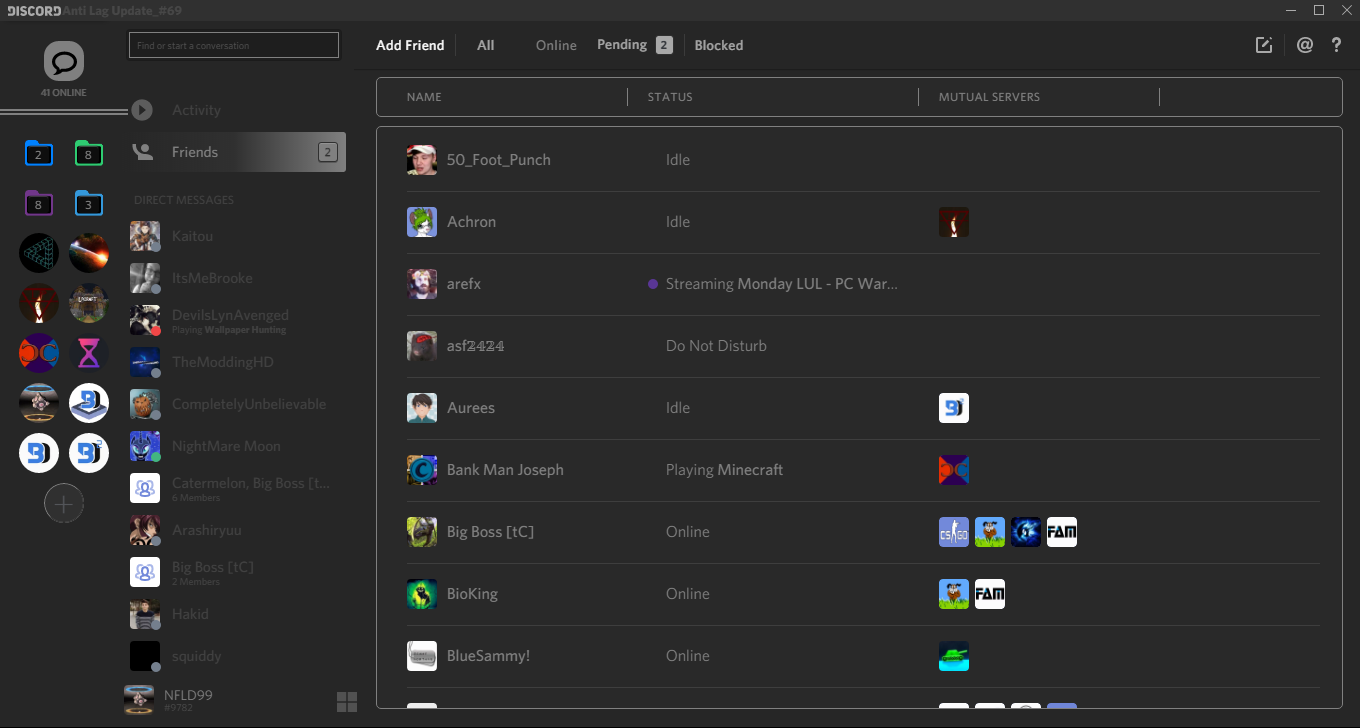 DISCORD Anti Lag Update_#69
41 ONLINE
2
8
8
3
Find or start a conversation
Activity
Friends 2
DIRECT MESSAGES
Kaitou
ItsMeBrooke
DevilsLynAvenged
Playing Wallpaper Hunting
TheModdingHD
CompletelyUnbelievable
NightMare Moon
Catermelon, Big Boss [t...
6 Members
Arashiryuu
Big Boss [tC]
2 Members
Hakid
squiddy
NFLD99
#9782
Add Friend All Online Pending 2 Blocked @ ?
NAME STATUS MUTUAL SERVERS
50_Foot_Punch Idle
Achron Idle
arefx Streaming Monday LUL - PC War...
asf2424 Do Not Disturb
Aurees Idle
Bank Man Joseph Playing Minecraft
Big Boss [tC] Online CS GO FAM
BioKing Online FAM
BlueSammy! Online